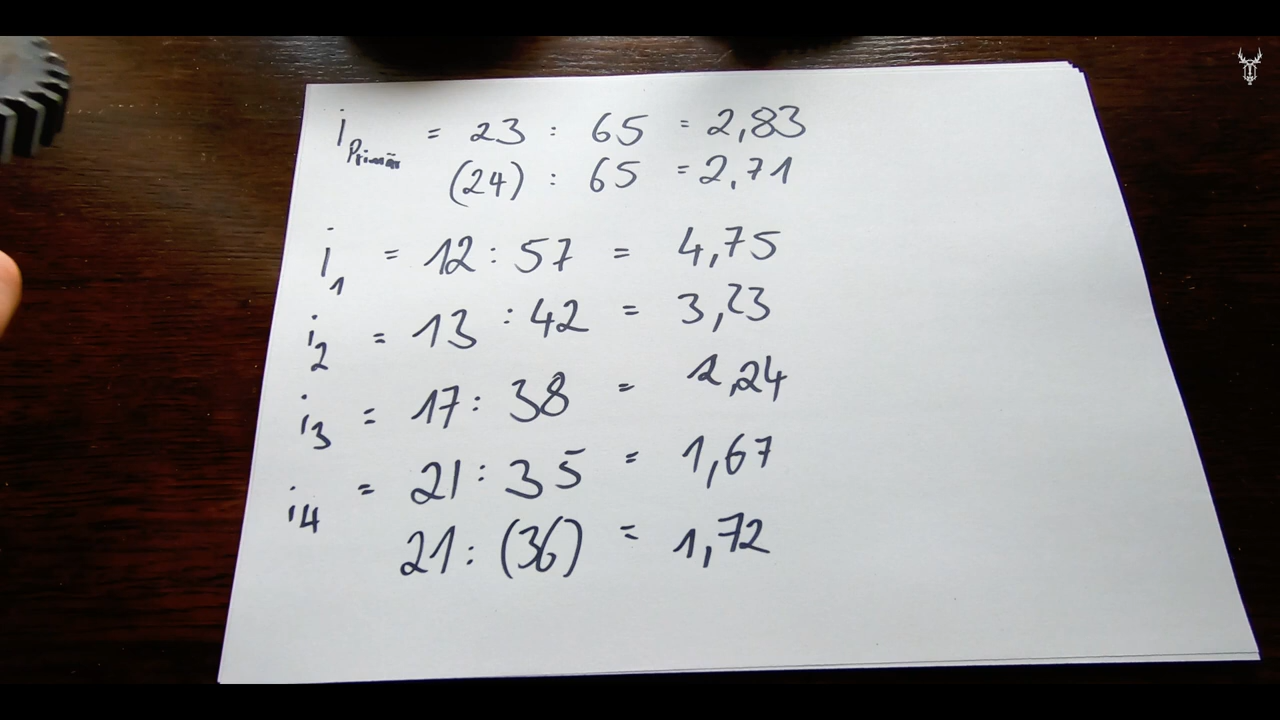 i Primär = 23 : 65 = 2,83
(24) : 65 = 2,71
i1 = 12 : 57 = 4,75
i2 = 13 : 42 = 3,23
i3 = 17 : 38 = 2,24
i4 = 21 : 35 = 1,67
21 : (36) = 1,72